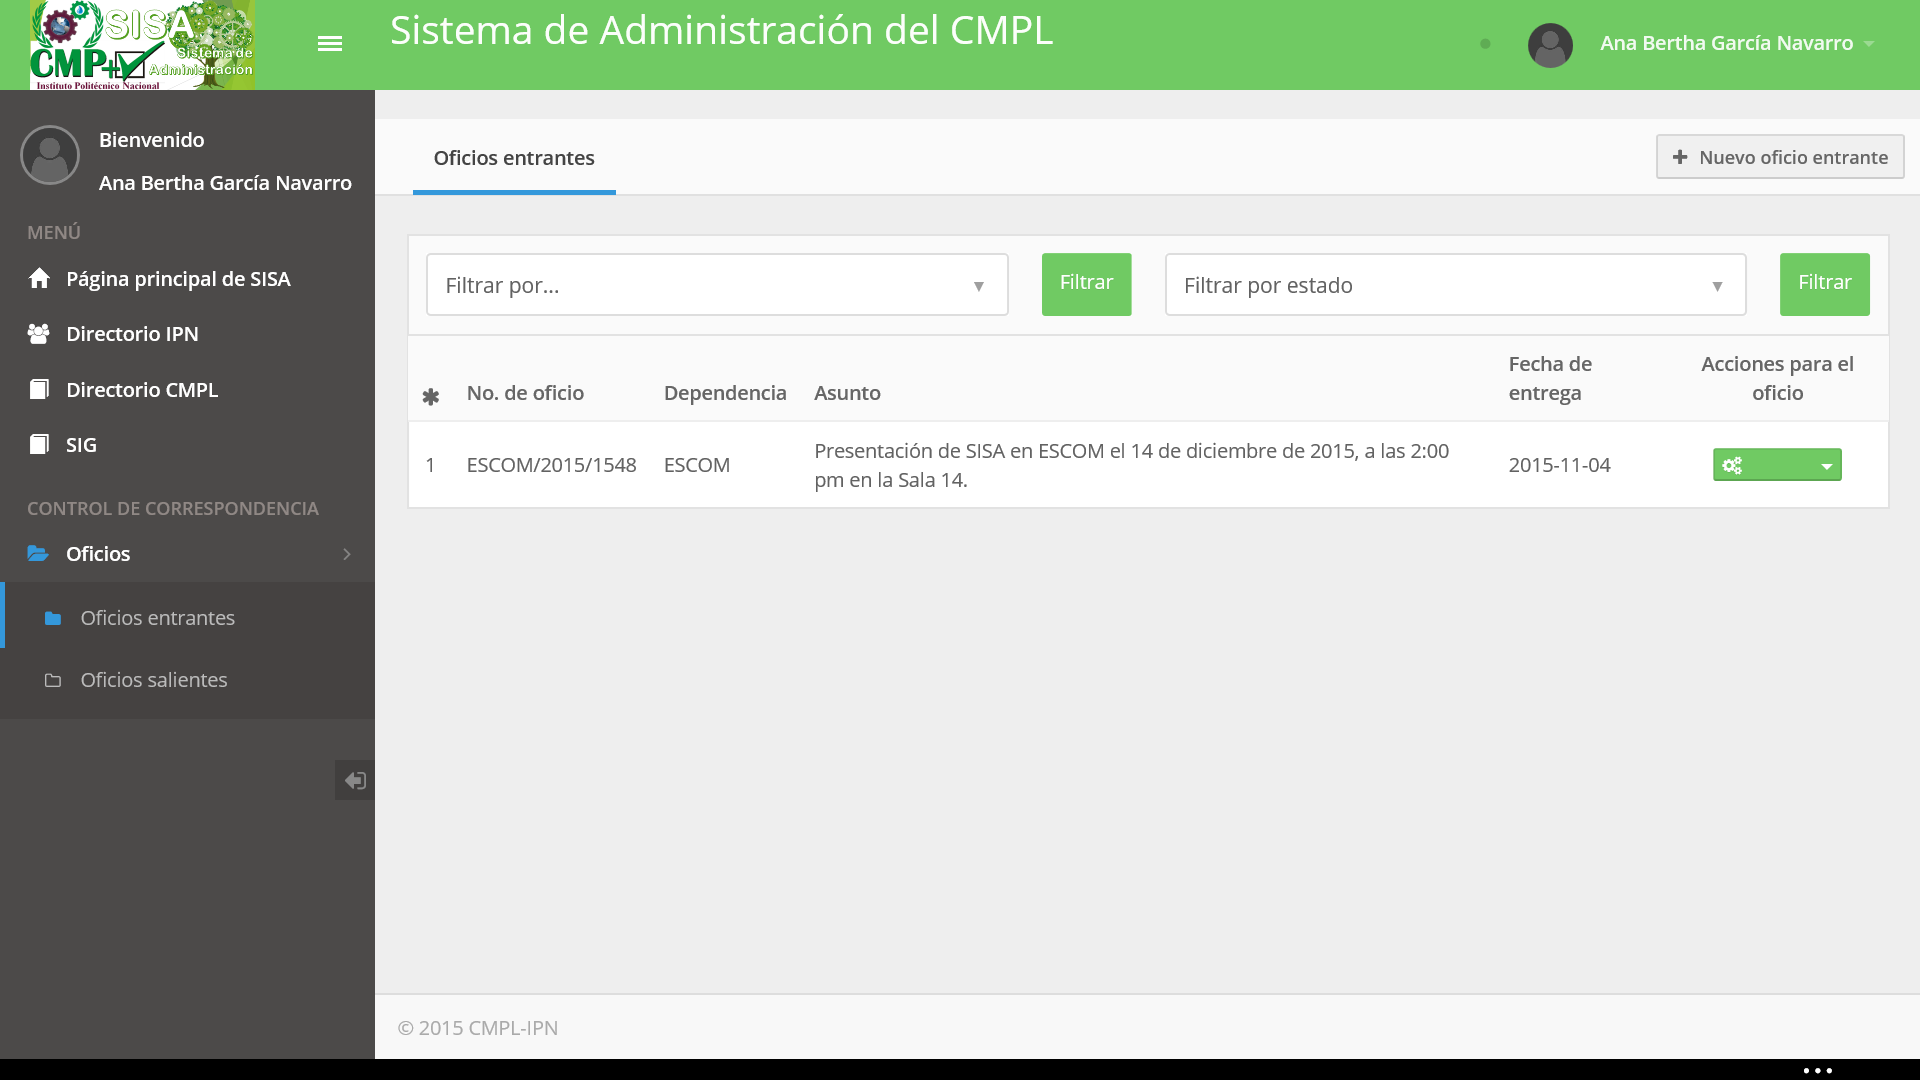 SISA
CMP+
Sistema de
Administración
Instituto Politécnico Nacional
Sistema de Administración del CMPL
Ana Bertha García Navarro
Bienvenido
Ana Bertha García Navarro
MENÚ
Página principal de SISA
Directorio IPN
Directorio CMPL
SIG
CONTROL DE CORRESPONDENCIA
Oficios
Oficios entrantes
Oficios salientes
Oficios entrantes
Nuevo oficio entrante
Filtrar por...
Filtrar
Filtrar por estado
Filtrar
No. de oficio
Dependencia
Asunto
Fecha de
entrega
Acciones para el
oficio
1
ESCOM/2015/1548
ESCOM
Presentación de SISA en ESCOM el 14 de diciembre de 2015, a las 2:00
pm en la Sala 14.
2015-11-04
© 2015 CMPL-IPN